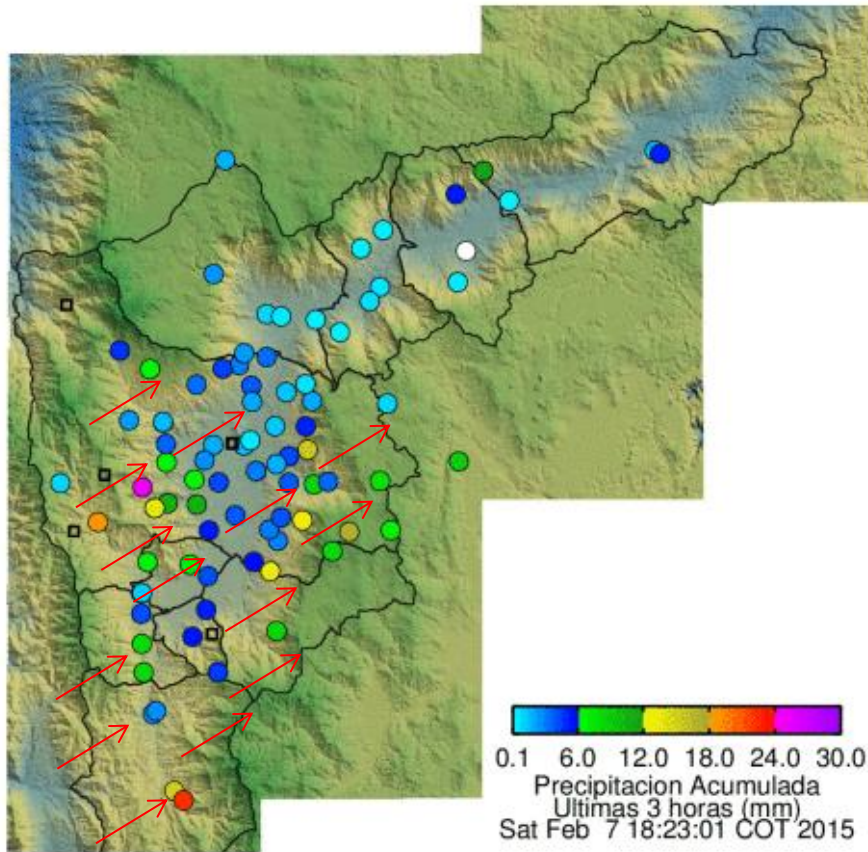 0.1 6.0 12.0 18.0 24.0 30.0
Precipitacion Acumulada
Ultimas 3 horas (mm)
Sat Feb 7 18:23:01 COT 2015